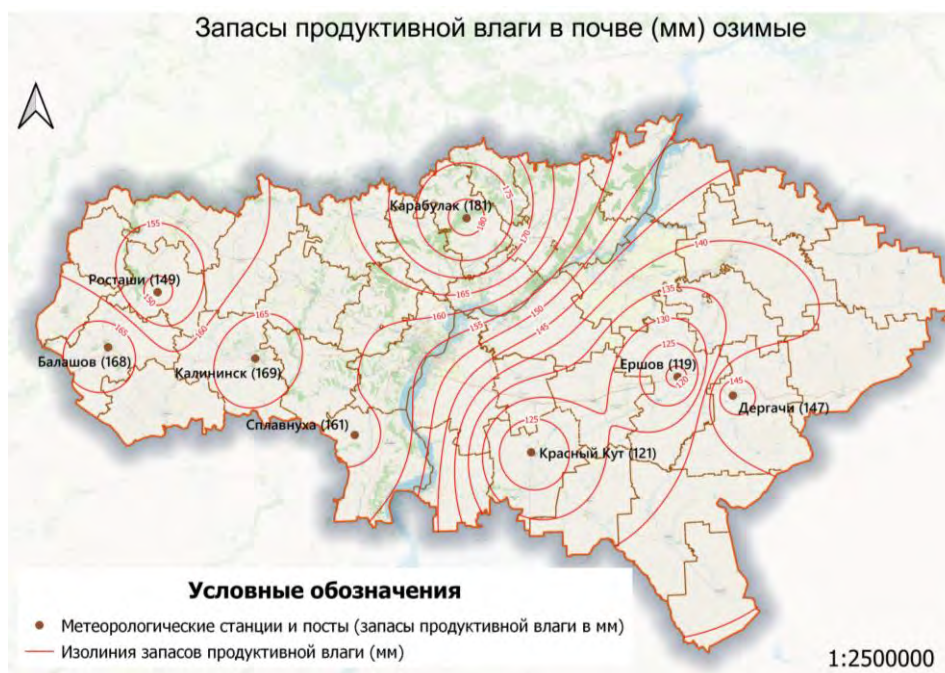 Запасы продуктивной влаги в почве (мм) озимые
Карабулак (181)
175
180
170
165
155
Росташи (149)
150
160
165
165
Балашов (168)
Калининск (169)
Сплавнуха (161)
160
155
150
145
140
135
130
125
Ершов (119)
120
145
Дергачи (147)
125
Красный Кут (121)
Условные обозначения
Метеорологические станции и посты (запасы продуктивной влаги в мм)
Изолиния запасов продуктивной влаги (мм)
1:2500000